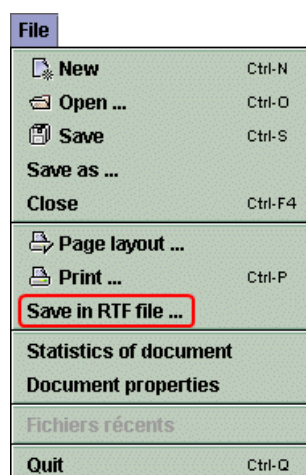 File
New Ctrl-N
Open ... Ctrl-O
Save Ctrl-S
Save as ...
Close Ctrl-F4
Page layout ...
Print ... Ctrl-P
Save in RTF file ...
Statistics of document
Document properties
Fichiers récents
Quit Ctrl-Q